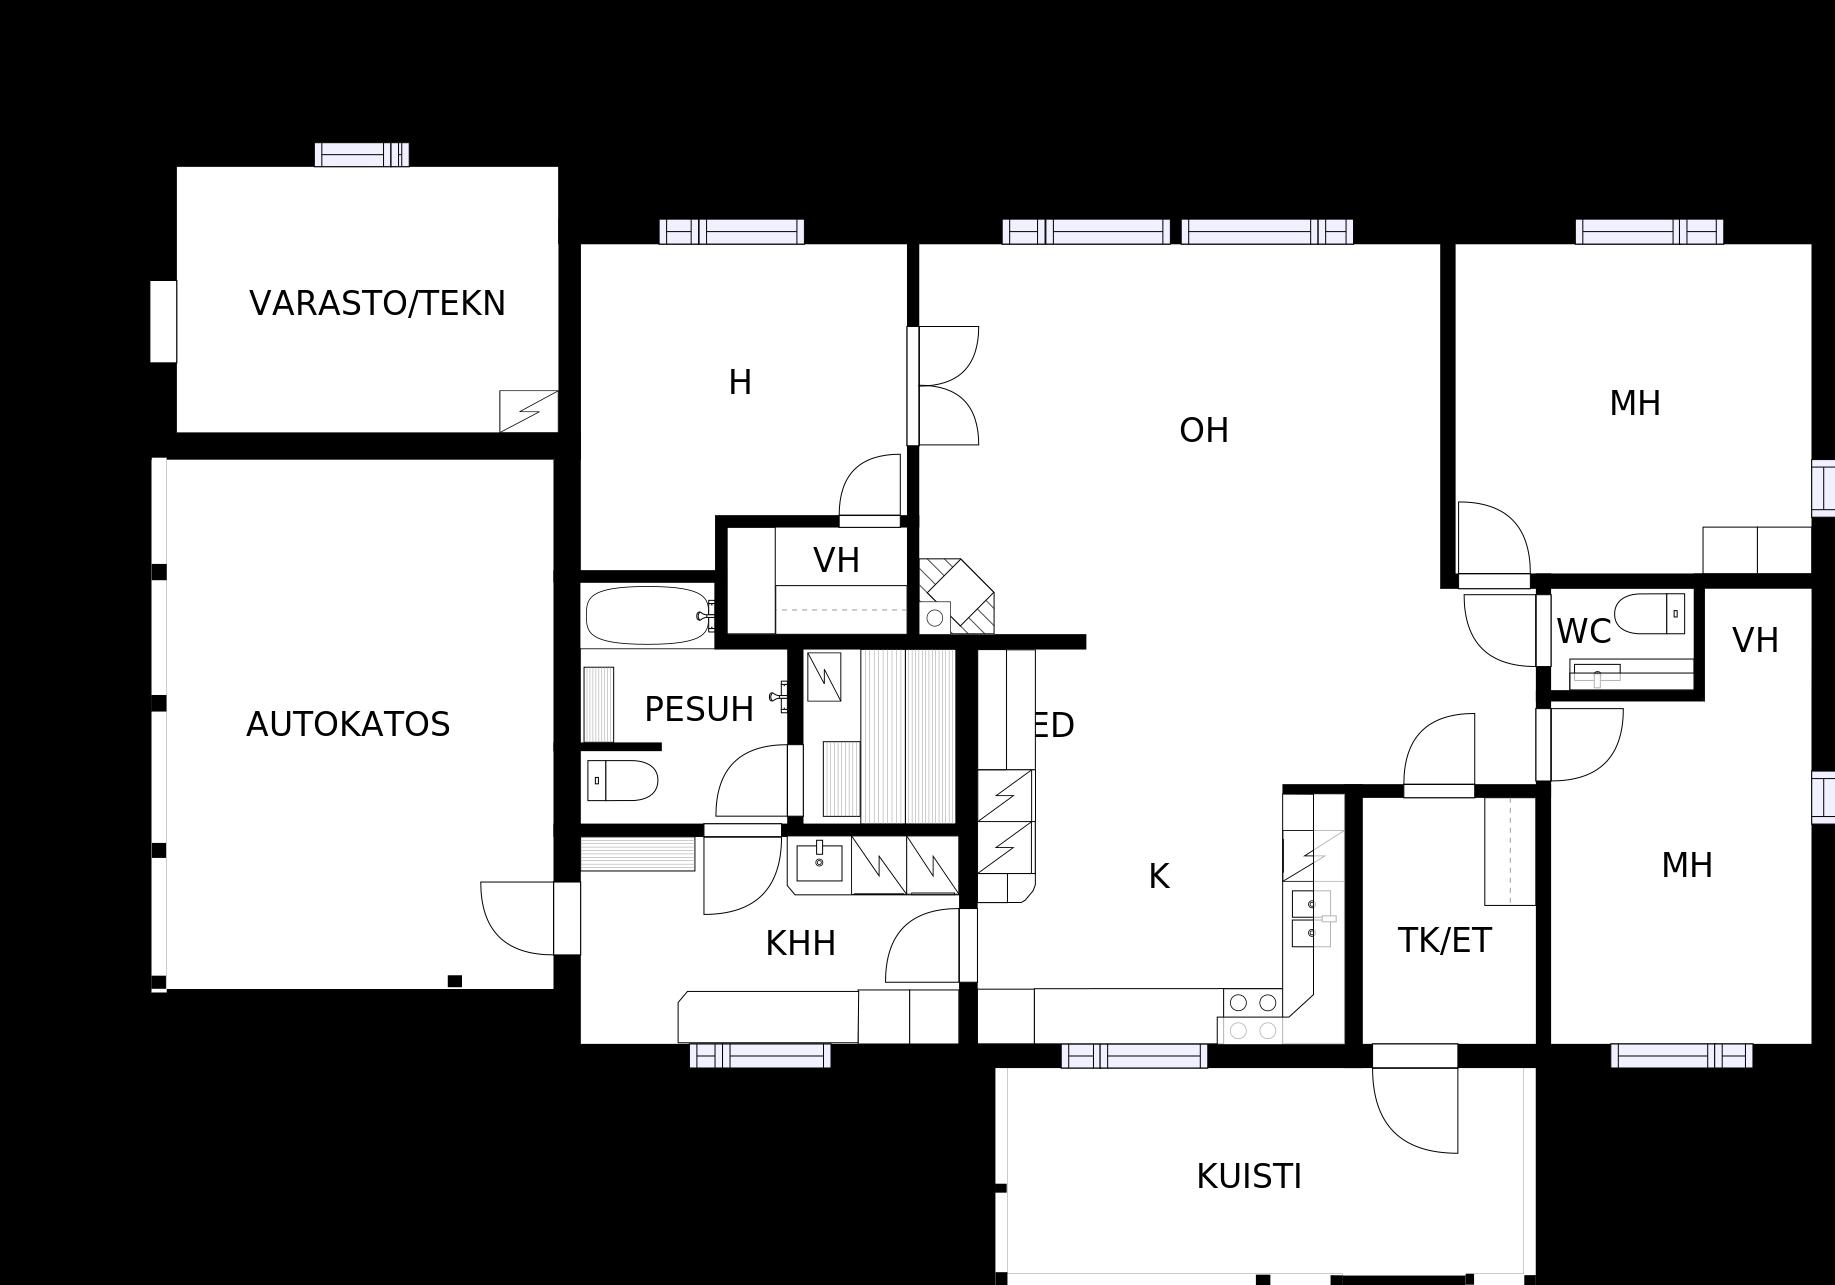 VARASTO/TEKN
H
OH
MH
VH
WC
VH
PESUH
ED
AUTOKATOS
K
MH
KHH
TK/ET
KUISTI